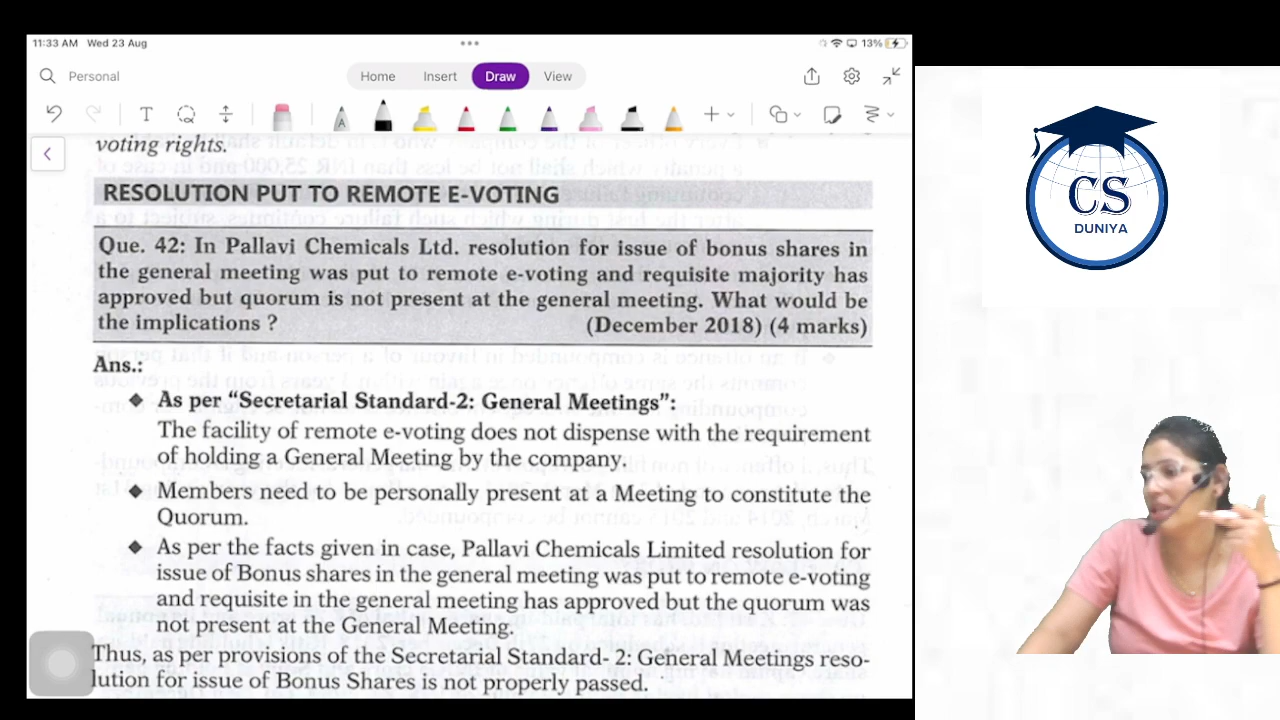 11:33 AM Wed 23 Aug
13%
Personal
Home Insert Draw View
voting rights.
RESOLUTION PUT TO REMOTE E-VOTING
Que. 42: In Pallavi Chemicals Ltd. resolution for issue of bonus shares in
the general meeting was put to remote e-voting and requisite majority has
approved but quorum is not present at the general meeting. What would be
the implications ? (December 2018) (4 marks)
Ans.:
◆ As per “Secretarial Standard-2: General Meetings”:
The facility of remote e-voting does not dispense with the requirement
of holding a General Meeting by the company.
◆ Members need to be personally present at a Meeting to constitute the
Quorum.
◆ As per the facts given in case, Pallavi Chemicals Limited resolution for
issue of Bonus shares in the general meeting was put to remote e-voting
and requisite in the general meeting has approved but the quorum was
not present at the General Meeting.
Thus, as per provisions of the Secretarial Standard- 2: General Meetings reso-
lution for issue of Bonus Shares is not properly passed.
CS
DUNIYA